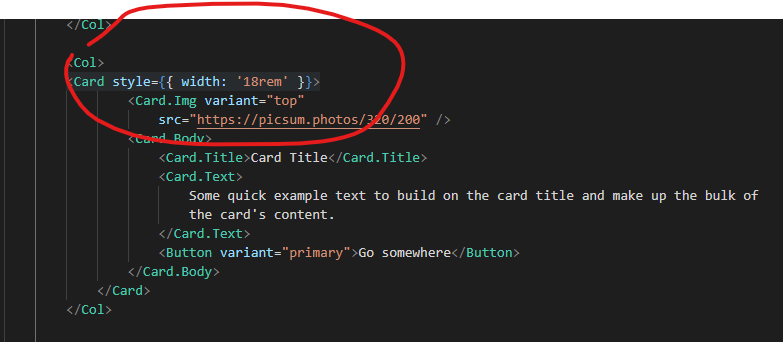 </Col>
<Col>
<Card style={{ width: '18rem' }}>
<Card.Img variant="top"
src="https://picsum.photos/320/200" />
<Card.Body>
<Card.Title>Card Title</Card.Title>
<Card.Text>
Some quick example text to build on the card title and make up the bulk of
the card's content.
</Card.Text>
<Button variant="primary">Go somewhere</Button>
</Card.Body>
</Card>
</Col>